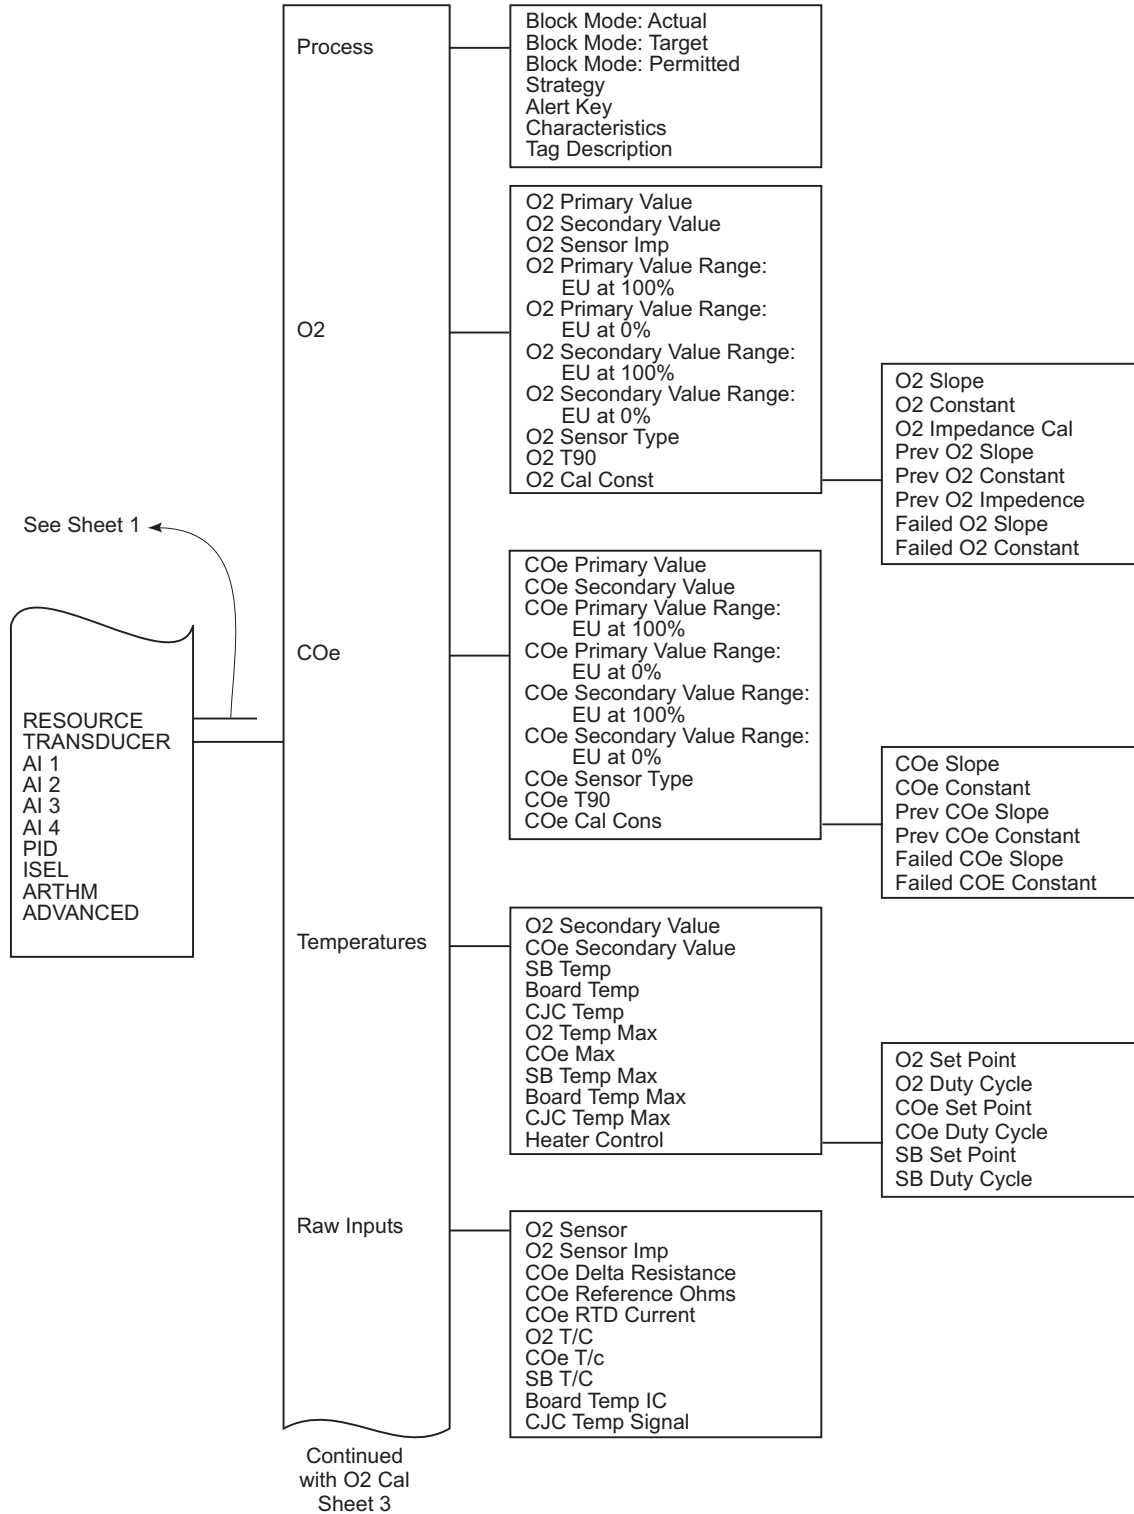 See Sheet 1
RESOURCE
TRANSDUCER
AI 1
AI 2
AI 3
AI 4
PID
ISEL
ARTHM
ADVANCED
Process
Block Mode: Actual
Block Mode: Target
Block Mode: Permitted
Strategy
Alert Key
Characteristics
Tag Description
O2
O2 Primary Value
O2 Secondary Value
O2 Sensor Imp
O2 Primary Value Range:
EU at 100%
O2 Primary Value Range:
EU at 0%
O2 Secondary Value Range:
EU at 100%
O2 Secondary Value Range:
EU at 0%
O2 Sensor Type
O2 T90
O2 Cal Const
O2 Slope
O2 Constant
O2 Impedance Cal
Prev O2 Slope
Prev O2 Constant
Prev O2 Impedence
Failed O2 Slope
Failed O2 Constant
COe
COe Primary Value
COe Secondary Value
COe Primary Value Range:
EU at 100%
COe Primary Value Range:
EU at 0%
COe Secondary Value Range:
EU at 100%
COe Secondary Value Range:
EU at 0%
COe Sensor Type
COe T90
COe Cal Cons
COe Slope
COe Constant
Prev COe Slope
Prev COe Constant
Failed COe Slope
Failed COE Constant
Temperatures
O2 Secondary Value
COe Secondary Value
SB Temp
Board Temp
CJC Temp
O2 Temp Max
COe Max
SB Temp Max
Board Temp Max
CJC Temp Max
Heater Control
O2 Set Point
O2 Duty Cycle
COe Set Point
COe Duty Cycle
SB Set Point
SB Duty Cycle
Raw Inputs
O2 Sensor
O2 Sensor Imp
COe Delta Resistance
COe Reference Ohms
COe RTD Current
O2 T/C
COe T/c
SB T/C
Board Temp IC
CJC Temp Signal
Continued
with O2 Cal
Sheet 3